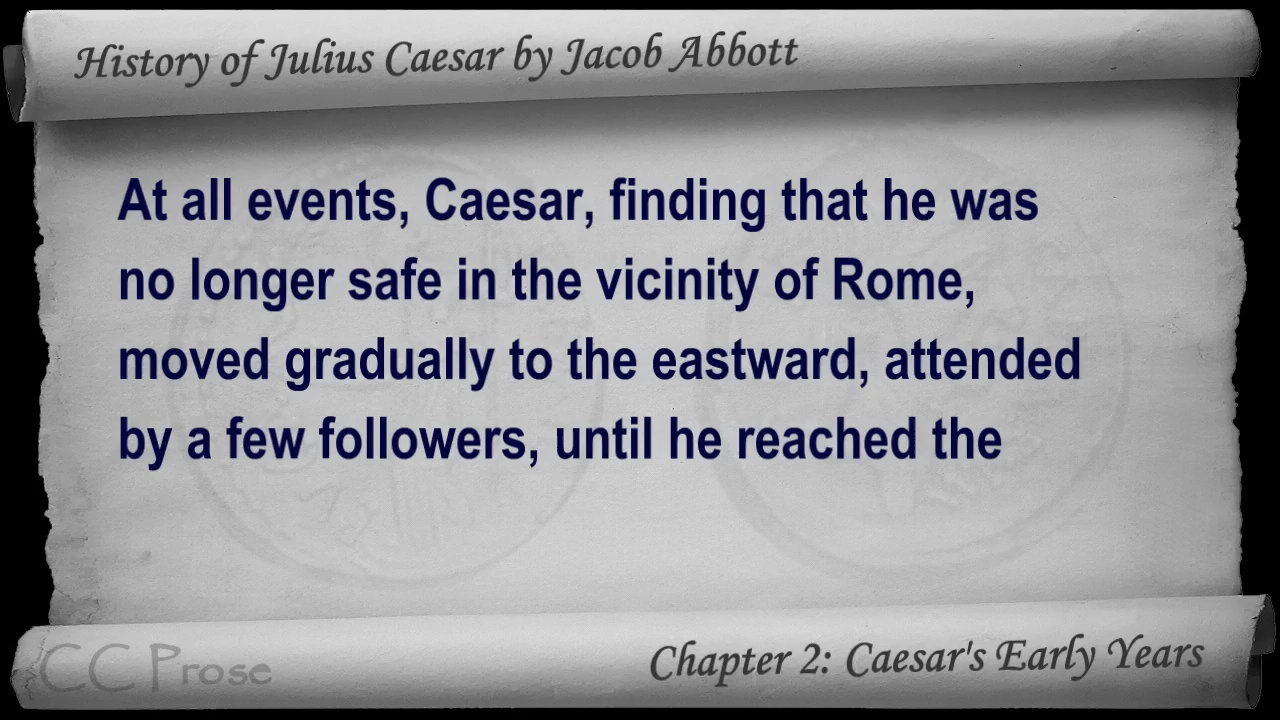 History of Julius Caesar by Jacob Abbott
At all events, Caesar, finding that he was
no longer safe in the vicinity of Rome,
moved gradually to the eastward, attended
by a few followers, until he reached the
CC Prose
Chapter 2: Caesar's Early Years